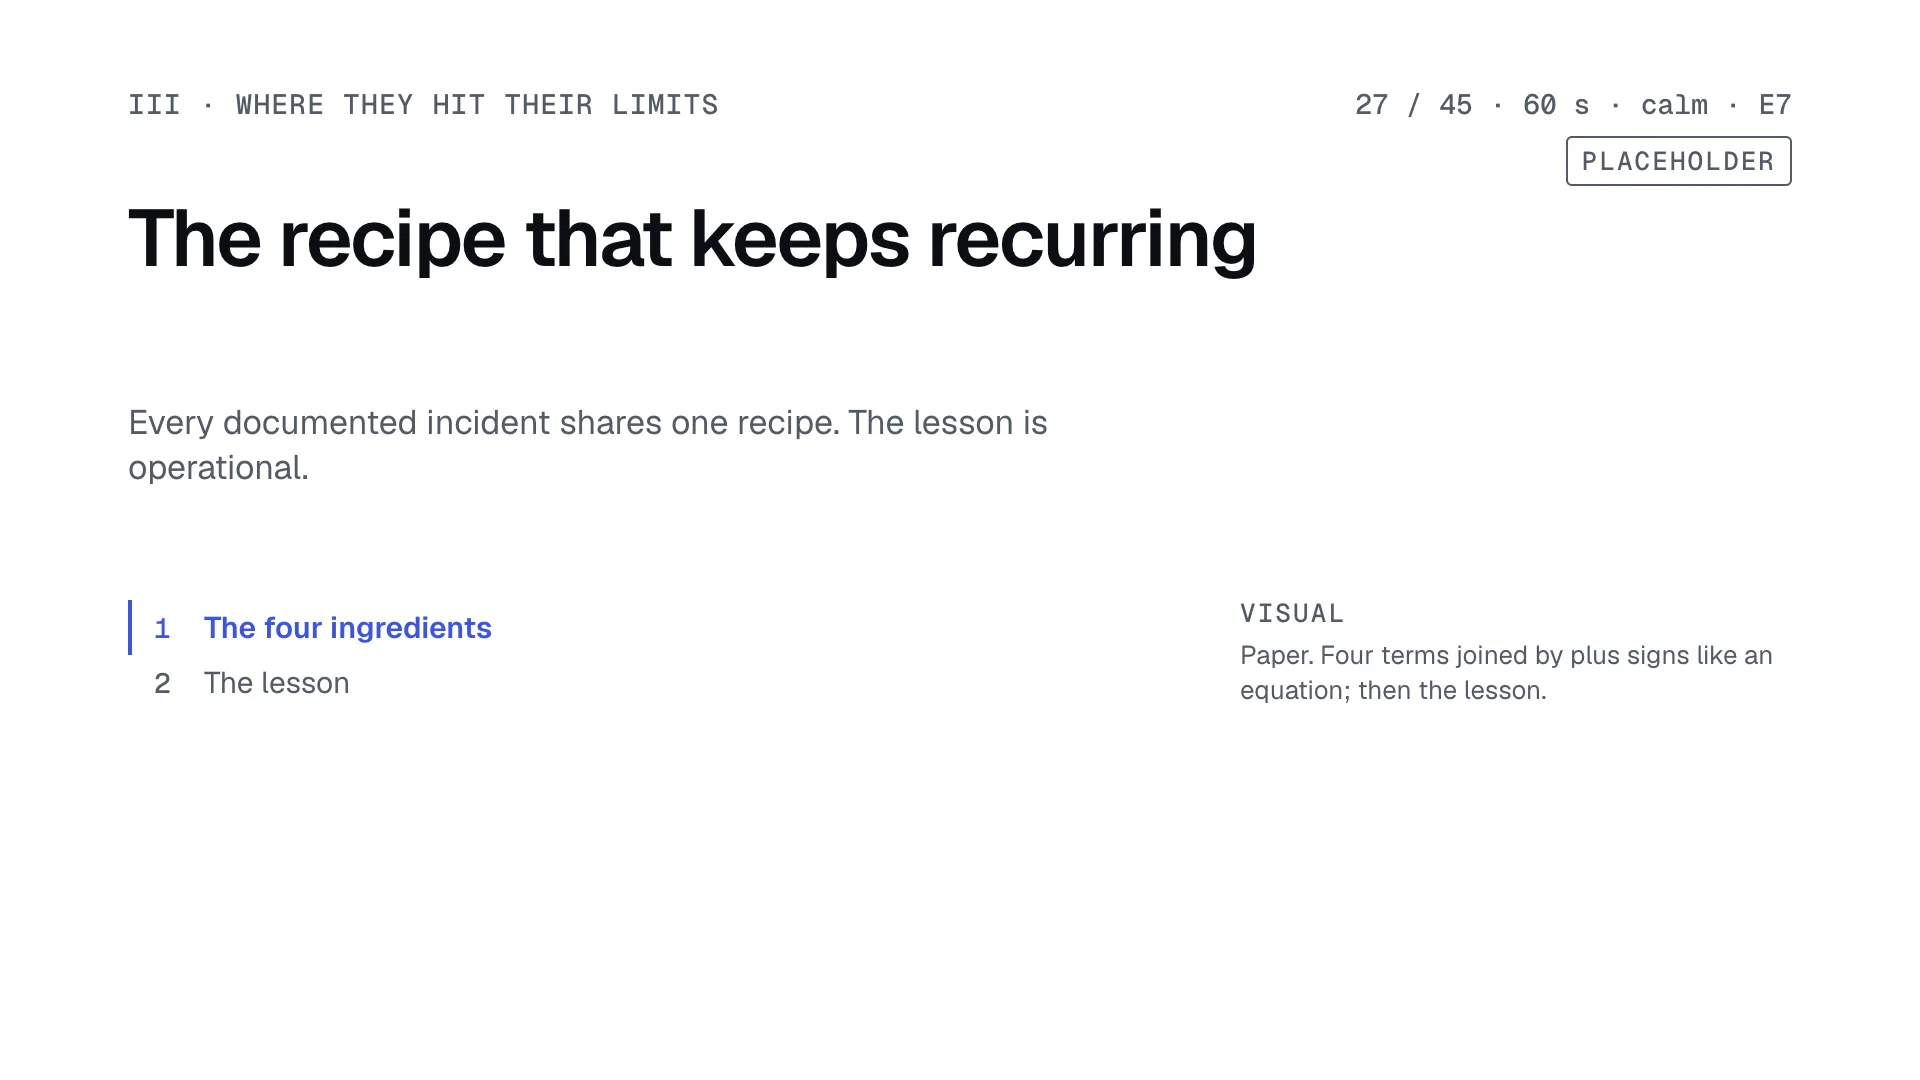 III · WHERE THEY HIT THEIR LIMITS
27 / 45 · 60 s · calm · E7
PLACEHOLDER
The recipe that keeps recurring
Every documented incident shares one recipe. The lesson is
operational.
1 The four ingredients
2 The lesson
VISUAL
Paper. Four terms joined by plus signs like an
equation; then the lesson.